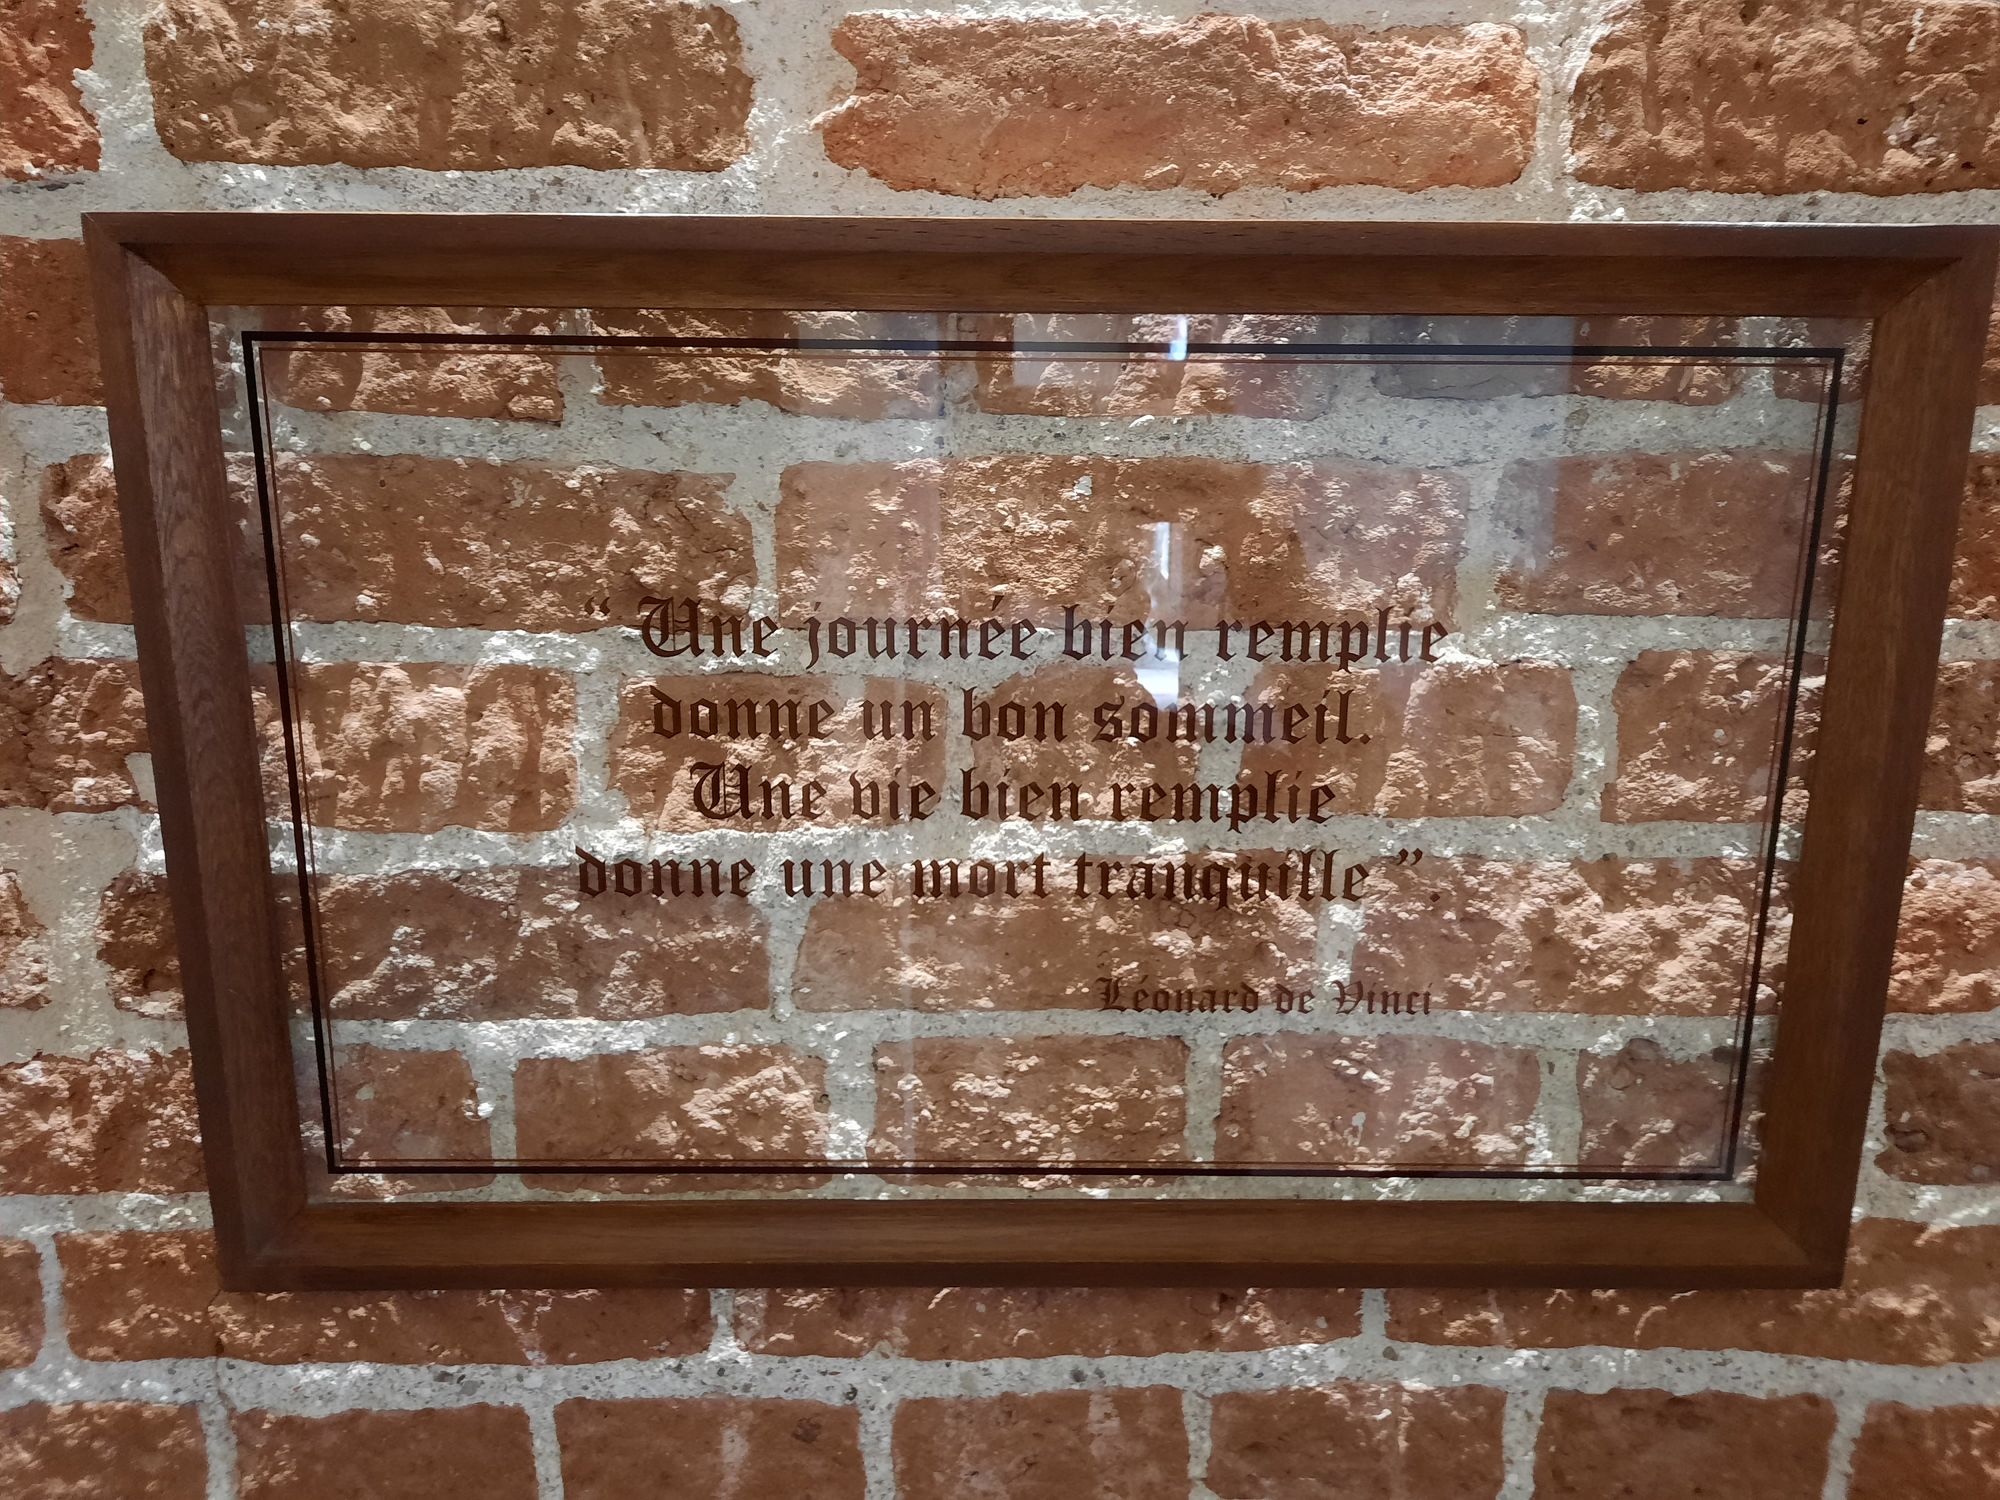 “ Une journée bien remplie
donne un bon sommeil.
Une vie bien remplie
donne une mort tranquille ”.
Léonard de Vinci